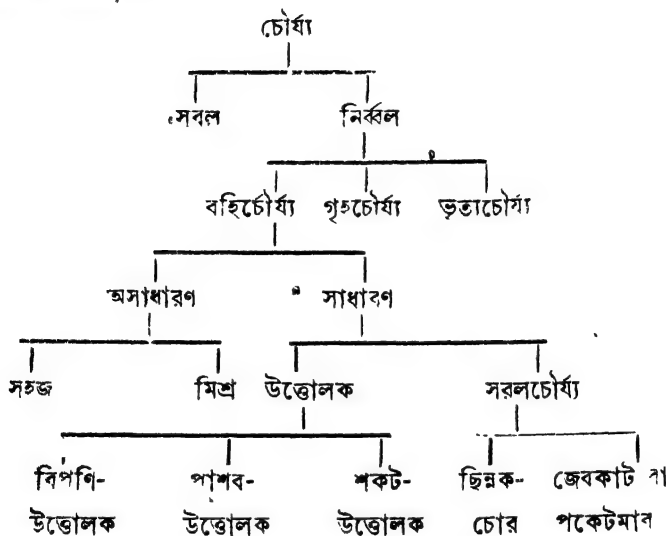 চৌর্য্য
সবল নির্ব্বল
বহির্চৌর্য্য গৃহচৌর্য্য ভৃত্যচৌর্য্য
অসাধারণ সাধারণ
সহজ মিশ্র উত্তোলক সরলচৌর্য্য
বিপণি- পাশব- শকট- ছিন্নক- জেবকাট বা
উত্তোলক উত্তোলক উত্তোলক চোর পকেটমার